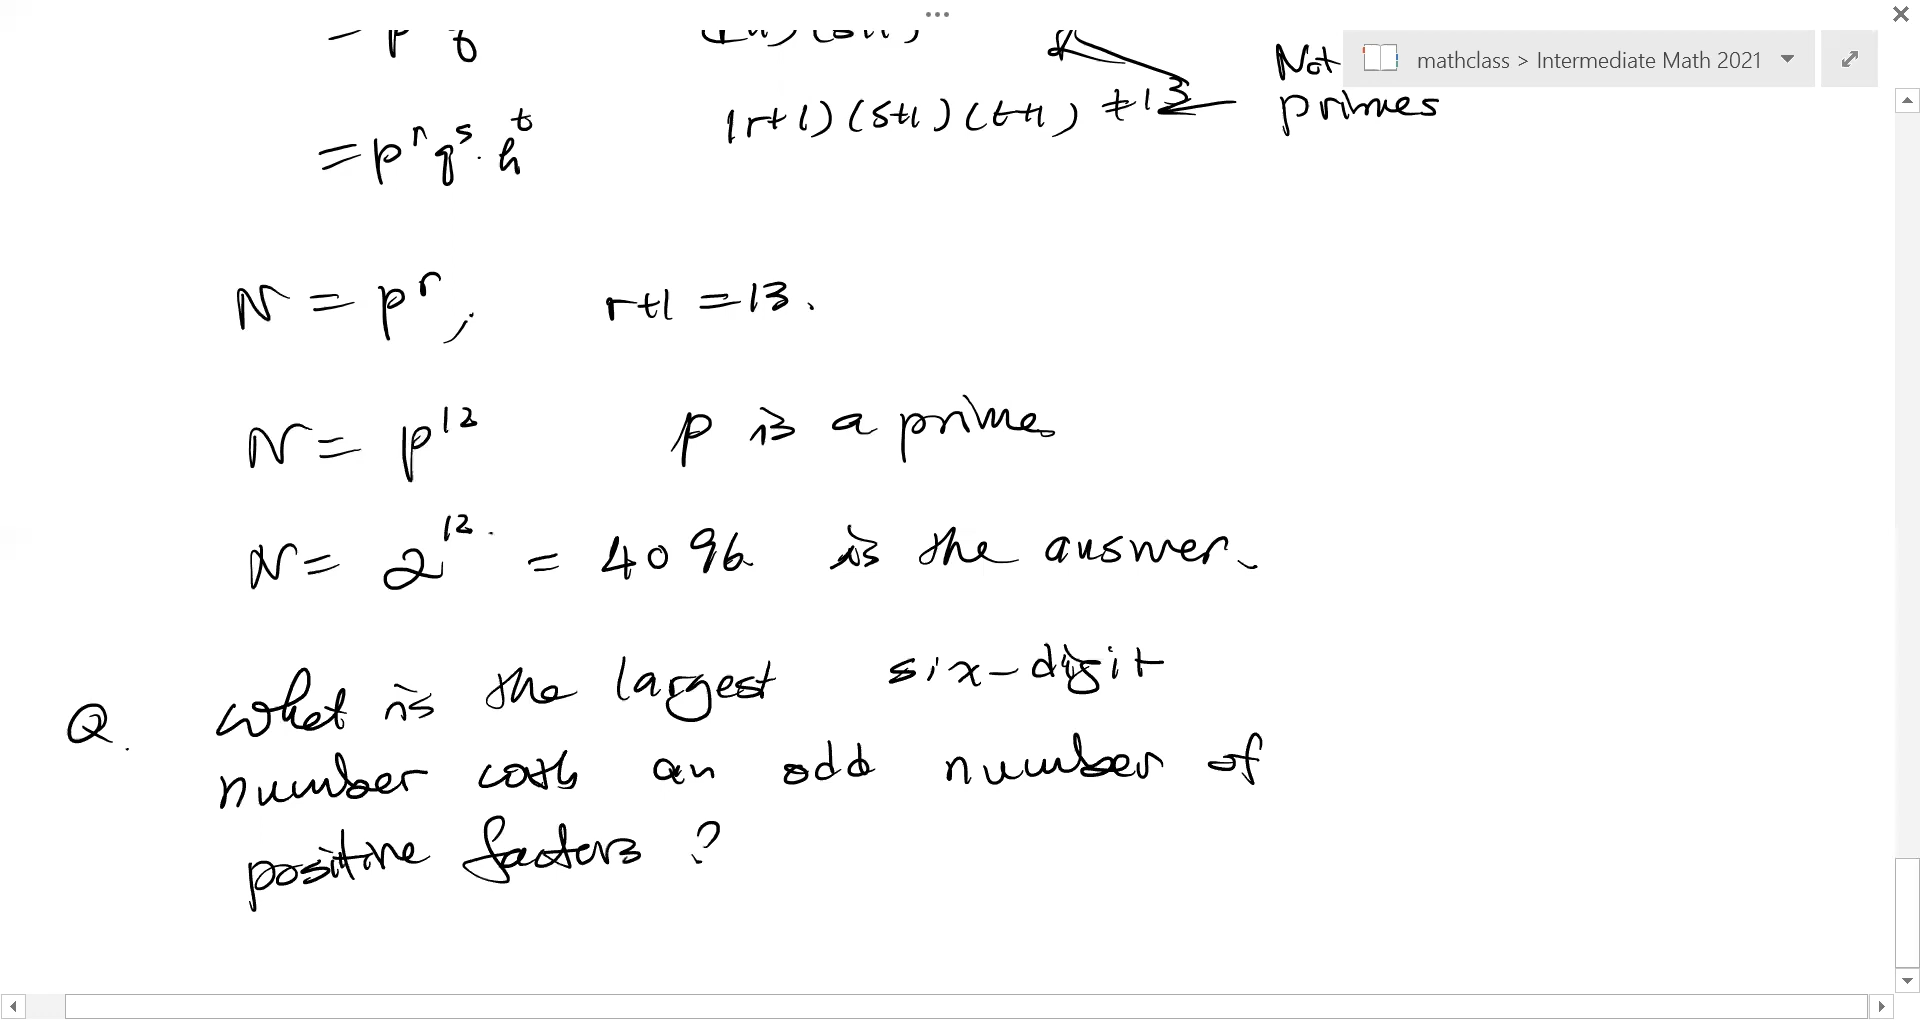 mathclass > Intermediate Math 2021
Not
primes
(r+1)(s+1)(t+1) ≠ 13
= p^r q^s · h^t
N = p^r, r+1 = 13.
N = p^12 p is a prime
N = 2^12. = 4096 is the answer.
Q. What is the largest six-digit
number with an odd number of
positive factors ?